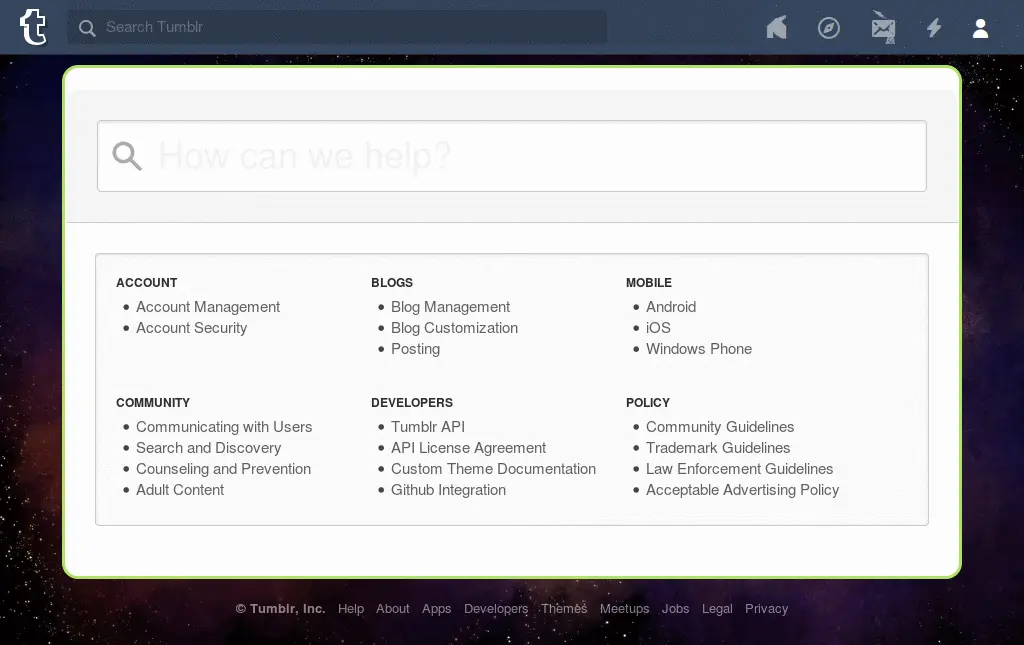 t
Search Tumblr
How can we help?
ACCOUNT
Account Management
Account Security
BLOGS
Blog Management
Blog Customization
Posting
MOBILE
Android
iOS
Windows Phone
COMMUNITY
Communicating with Users
Search and Discovery
Counseling and Prevention
Adult Content
DEVELOPERS
Tumblr API
API License Agreement
Custom Theme Documentation
Github Integration
POLICY
Community Guidelines
Trademark Guidelines
Law Enforcement Guidelines
Acceptable Advertising Policy
© Tumblr, Inc. Help About Apps Developers Themes Meetups Jobs Legal Privacy